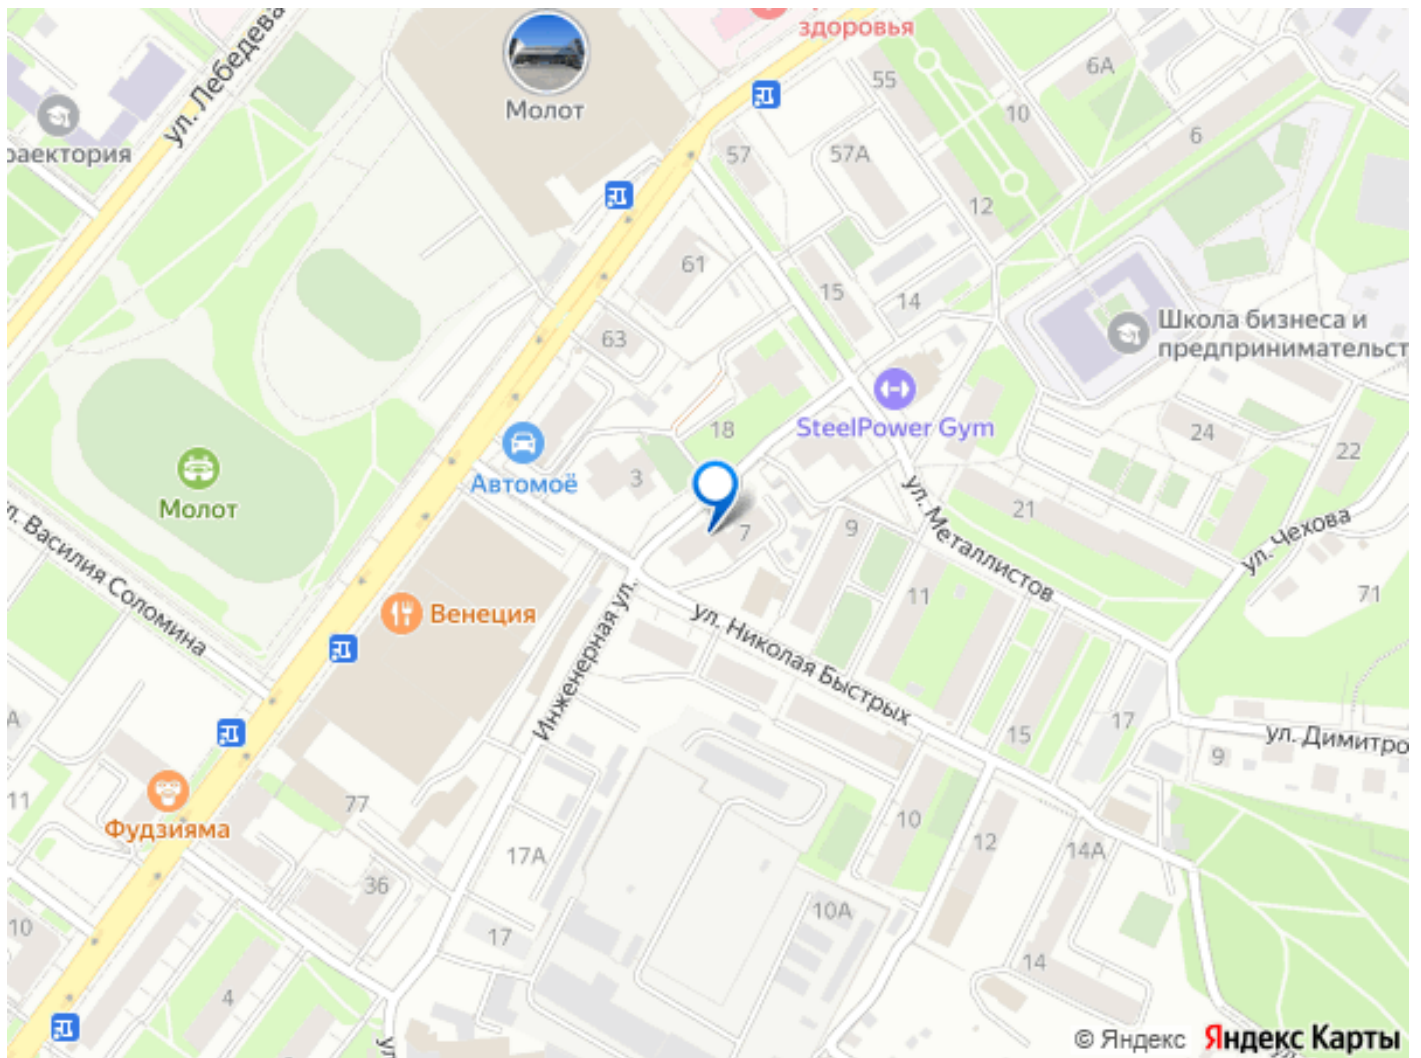 здоровья
ул. Лебедева
Молот
55
6А
10
6
раектория
57
57А
12
61
15
14
63
Школа бизнеса и
предпринимательст
SteelPower Gym
18
24
22
Автомоё
3
Молот
7
9
21
ул. Металлистов
ул. Чехова
л. Василия Соломина
71
11
Венеция
Инженерная ул.
ул. Николая Быстрых
15
17
ул. Димитро
9
А
11
77
Фудзияма
10
12
14А
17А
36
10А
10
17
14
4
ул
© Яндекс
Яндекс Карты